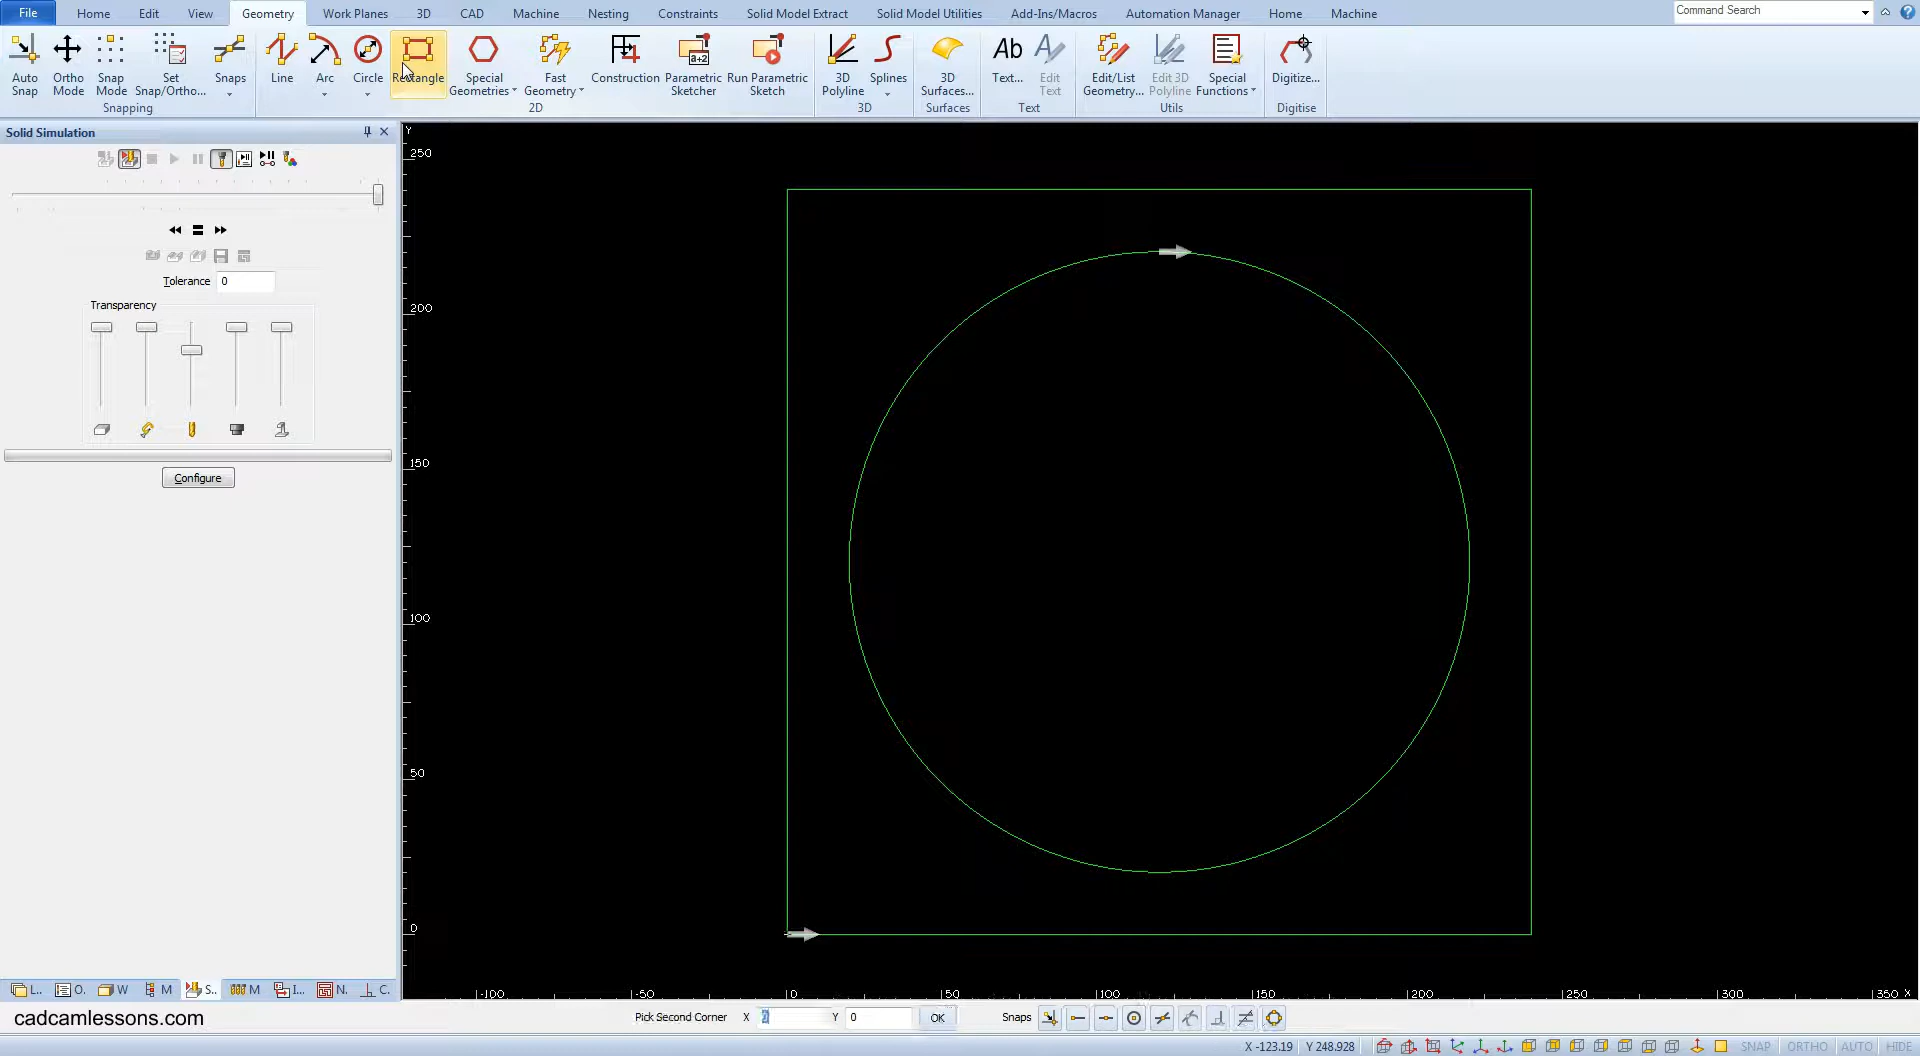 File Home Edit View Geometry Work Planes 3D CAD Machine Nesting Constraints Solid Model Extract Solid Model Utilities Add-Ins/Macros Automation Manager Home Machine Command Search
Auto Snap
Ortho Mode
Snap Mode
Set Snap/Ortho...
Snaps
Line
Arc
Circle
Rectangle
Special Geometries
Fast Geometry
Construction
Parametric Sketcher
Run Parametric Sketch
3D Polyline
Splines
3D Surfaces...
Ab
Text...
Edit Text
Edit/List Geometry...
Edit 3D Polyline
Special Functions
Digitize...
Snapping 2D 3D Surfaces Text Utils Digitise
Solid Simulation
Tolerance 0
Transparency
Configure
Y
250
200
150
100
50
0
-100 -50 0 50 100 150 200 250 300 350 X
L.. O. W M S.. M I... N. C.
cadcamlessons.com
Pick Second Corner X Y 0 OK Snaps
X -123.19 Y 248.928 SNAP ORTHO AUTO HIDE